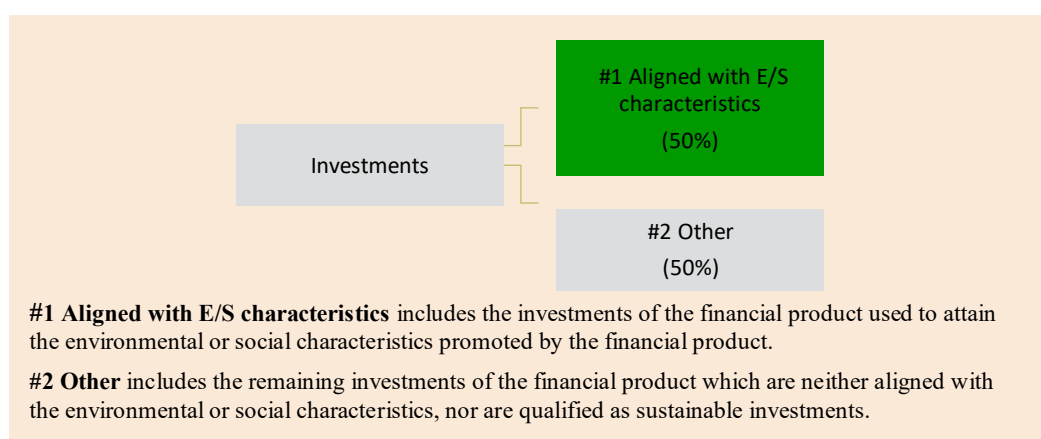 #1 Aligned with E/S
characteristics
(50%)
Investments
#2 Other
(50%)
#1 Aligned with E/S characteristics includes the investments of the financial product used to attain
the environmental or social characteristics promoted by the financial product.
#2 Other includes the remaining investments of the financial product which are neither aligned with
the environmental or social characteristics, nor are qualified as sustainable investments.